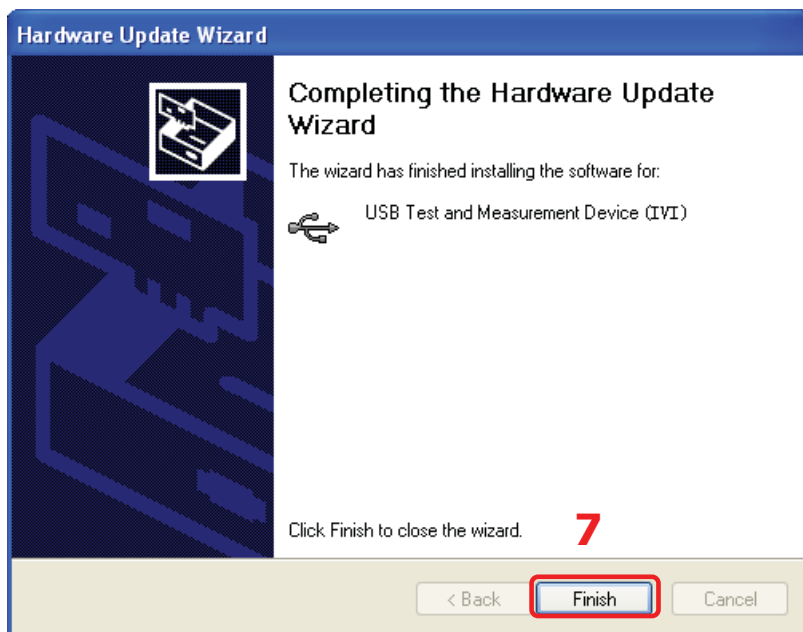 Hardware Update Wizard
Completing the Hardware Update
Wizard
The wizard has finished installing the software for:
USB Test and Measurement Device (IVI)
Click Finish to close the wizard.
7
< Back
Finish
Cancel